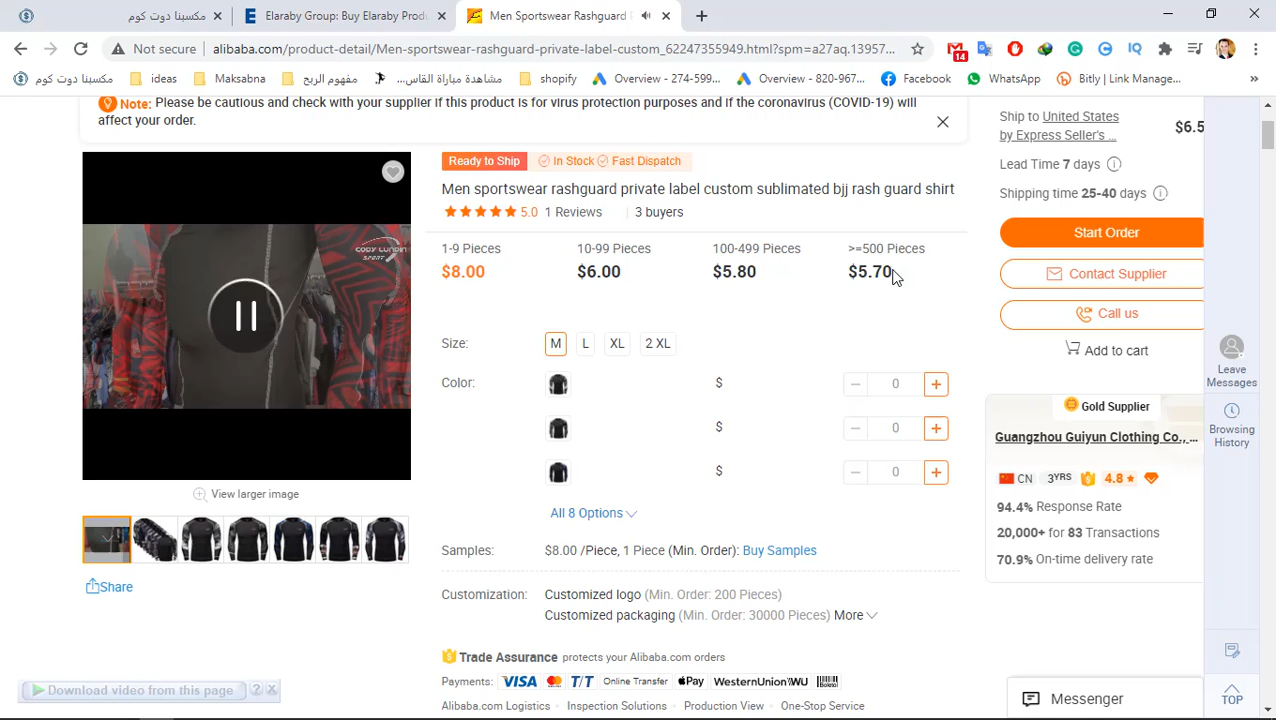 مكسبنا دوت كوم
Elaraby Group: Buy Elaraby Produ
Men Sportswear Rashguard P
Not secure
alibaba.com/product-detail/Men-sportswear-rashguard-private-label-custom_62247355949.html?spm=a27aq.13957...
14
مكسبنا دوت كوم
ideas
Maksabna
مفهوم الربح
مشاهدة مباراة القاس...
shopify
Overview - 274-599...
Overview - 820-967...
Facebook
WhatsApp
Bitly | Link Manage...
Note: Please be cautious and check with your supplier if this product is for virus protection purposes and if the coronavirus (COVID-19) will
affect your order.
Ready to Ship In Stock Fast Dispatch
Men sportswear rashguard private label custom sublimated bjj rash guard shirt
5.0 1 Reviews 3 buyers
1-9 Pieces 10-99 Pieces 100-499 Pieces >=500 Pieces
$8.00 $6.00 $5.80 $5.70
CODY LUNDIN
SPORT
Size: M L XL 2 XL
Color: $ 0
$ 0
$ 0
All 8 Options
View larger image
Share
Samples: $8.00 /Piece, 1 Piece (Min. Order): Buy Samples
Customization: Customized logo (Min. Order: 200 Pieces)
Customized packaging (Min. Order: 30000 Pieces) More
Trade Assurance protects your Alibaba.com orders
Payments: VISA T/T Online Transfer Pay WesternUnion WU
Alibaba.com Logistics Inspection Solutions Production View One-Stop Service
Ship to United States
by Express Seller's ...
$6.5
Lead Time 7 days
Shipping time 25-40 days
Start Order
Contact Supplier
Call us
Add to cart
Gold Supplier
Guangzhou Guiyun Clothing Co., ...
CN 3YRS 4.8
94.4% Response Rate
20,000+ for 83 Transactions
70.9% On-time delivery rate
Leave
Messages
Browsing
History
TOP
Messenger
Download video from this page ?